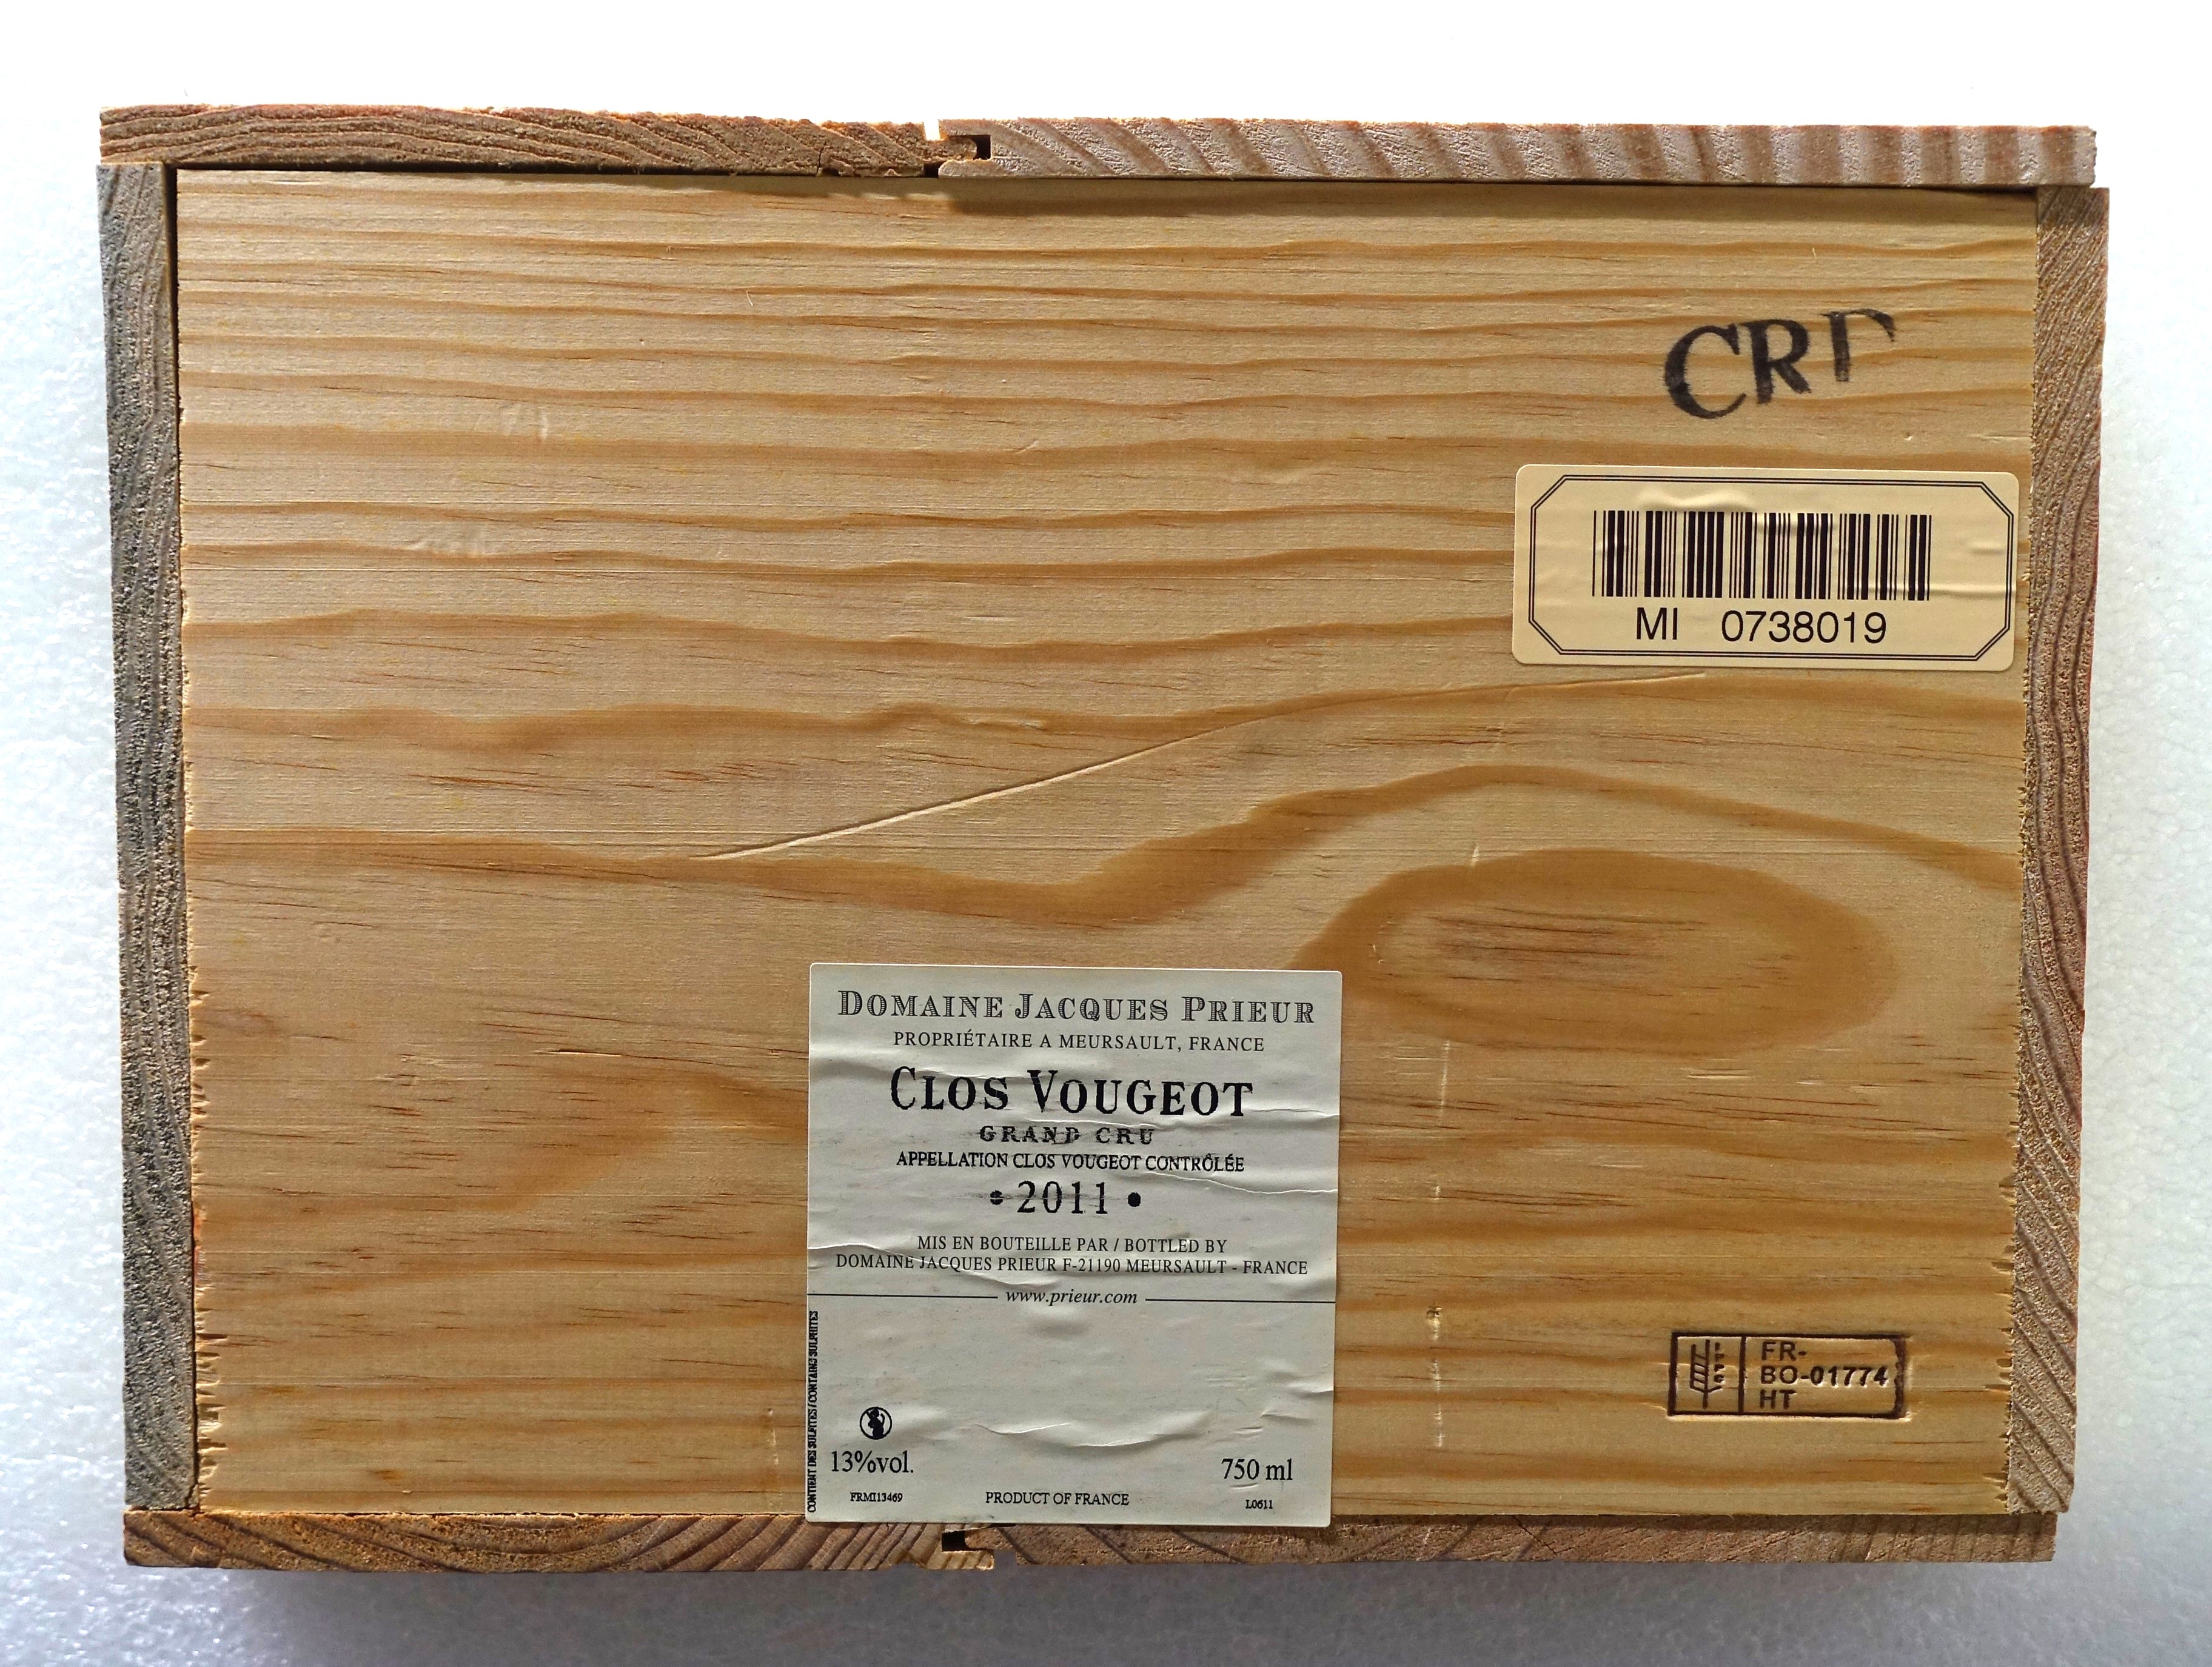 CRD
MI 0738019
DOMAINE JACQUES PRIEUR
PROPRIÉTAIRE A MEURSAULT, FRANCE
CLOS VOUGEOT
GRAND CRU
APPELLATION CLOS VOUGEOT CONTRÔLÉE
• 2011 •
MIS EN BOUTEILLE PAR / BOTTLED BY
DOMAINE JACQUES PRIEUR F-21190 MEURSAULT - FRANCE
www.prieur.com
CONTIENT DES SULFITES / CONTAINS SULPHITES
13%vol.
750 ml
FRMI13469
PRODUCT OF FRANCE
L0611
IPPC
FR-
BO-01774
HT